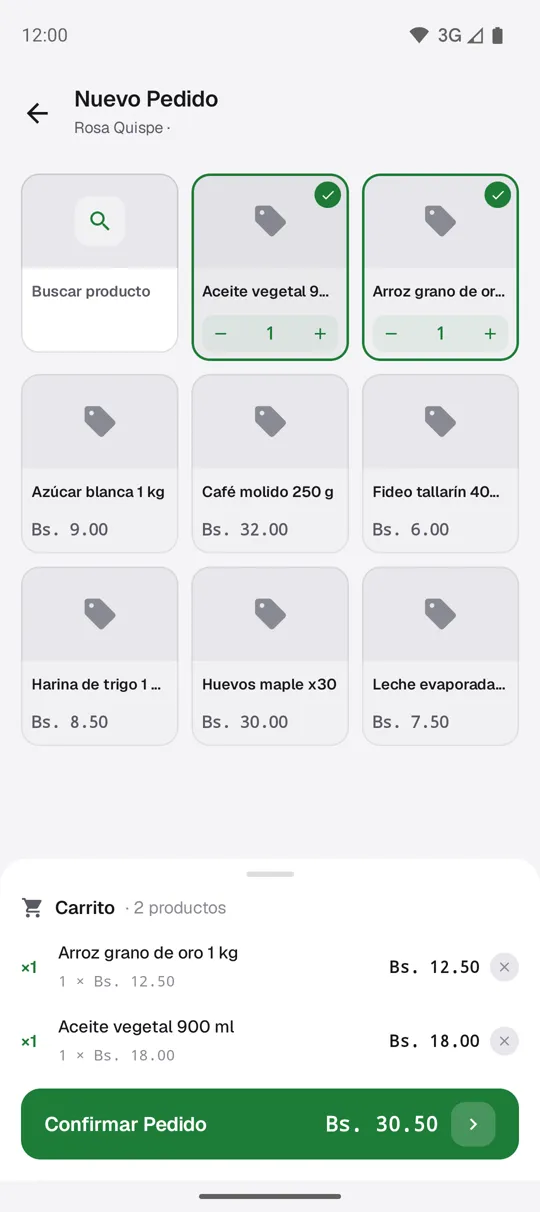 12:00
3G
Nuevo Pedido
Rosa Quispe ·
Buscar producto
Aceite vegetal 9...
− 1 +
Arroz grano de or...
− 1 +
Azúcar blanca 1 kg
Bs. 9.00
Café molido 250 g
Bs. 32.00
Fideo tallarín 40...
Bs. 6.00
Harina de trigo 1 ...
Bs. 8.50
Huevos maple x30
Bs. 30.00
Leche evaporada...
Bs. 7.50
Carrito · 2 productos
×1 Arroz grano de oro 1 kg Bs. 12.50
1 × Bs. 12.50
×1 Aceite vegetal 900 ml Bs. 18.00
1 × Bs. 18.00
Confirmar Pedido Bs. 30.50